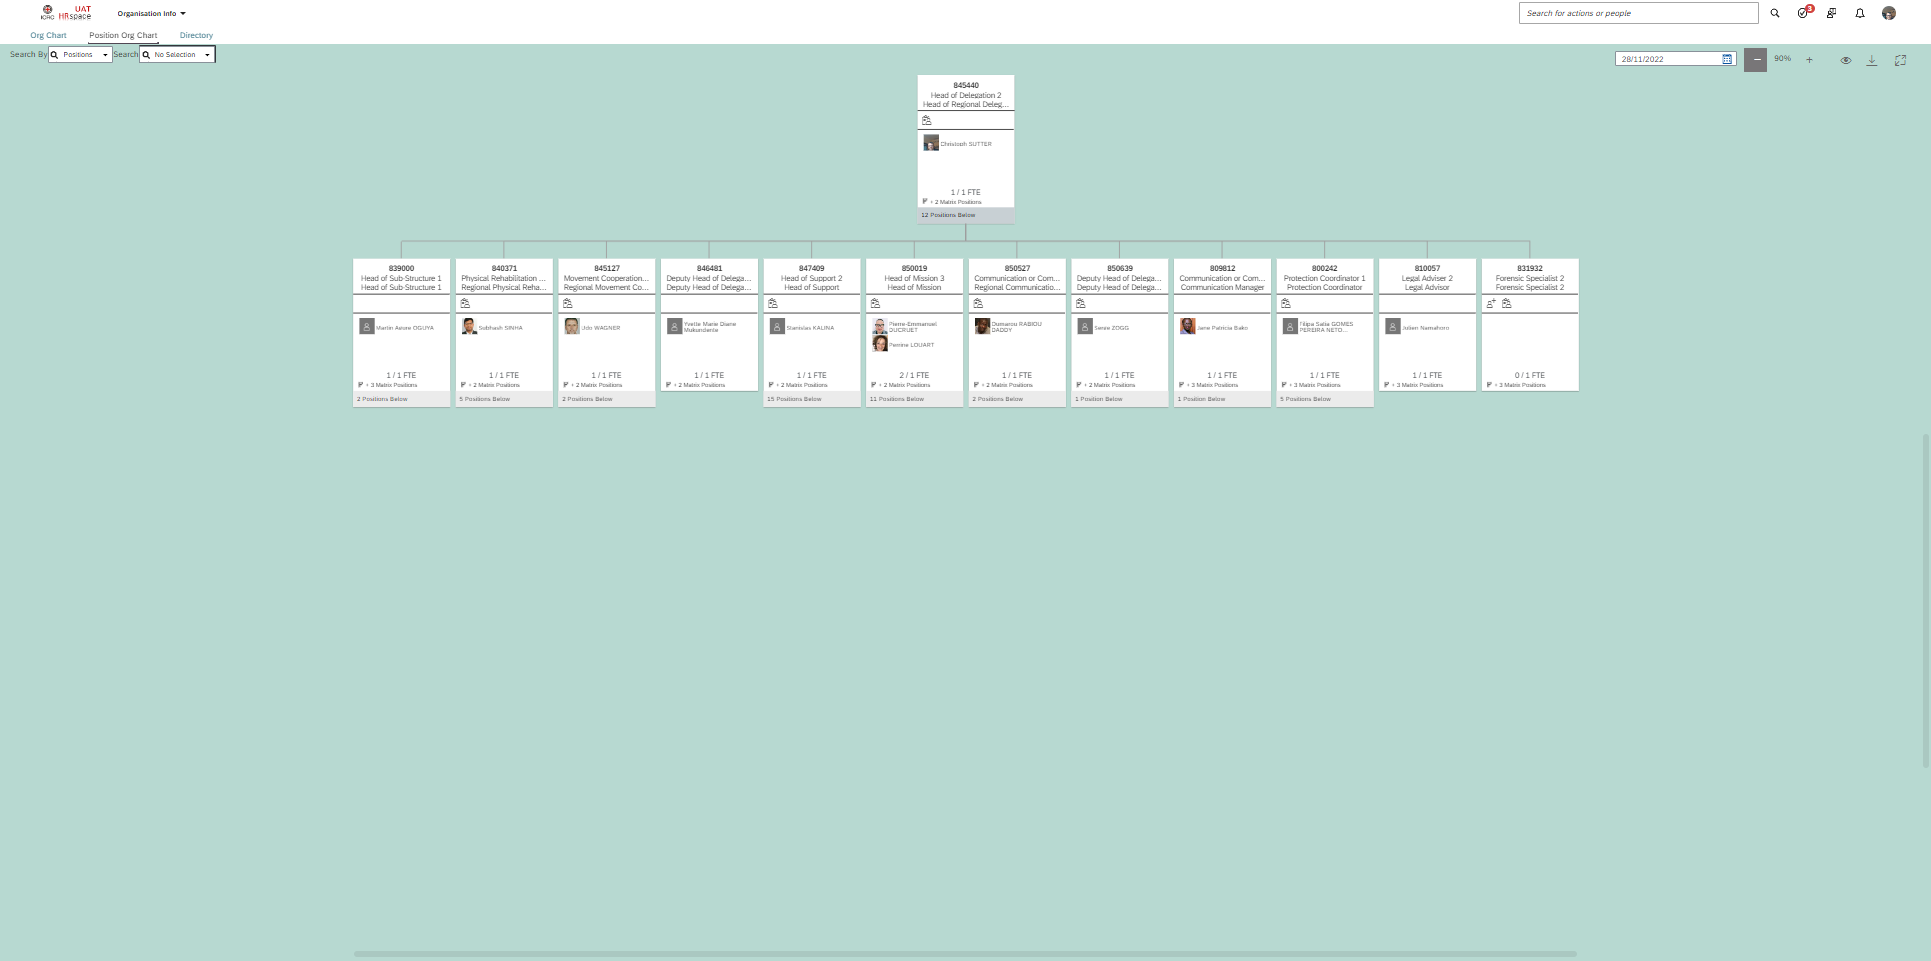 ICRC
UAT
HRspace
Organisation Info
Search for actions or people
3
Org Chart
Position Org Chart
Directory
Search By
Positions
Search
No Selection
28/11/2022
90%
845440
Head of Delegation 2
Head of Regional Deleg...
Christoph SUTTER
1 / 1 FTE
+ 2 Matrix Positions
12 Positions Below
839000
Head of Sub-Structure 1
Head of Sub-Structure 1
Martin Astere OGUYA
1 / 1 FTE
+ 3 Matrix Positions
2 Positions Below
840371
Physical Rehabilitation ...
Regional Physical Reha...
Subhash SINHA
1 / 1 FTE
+ 2 Matrix Positions
5 Positions Below
845127
Movement Cooperation...
Regional Movement Co...
Udo WAGNER
1 / 1 FTE
+ 2 Matrix Positions
2 Positions Below
846481
Deputy Head of Delega...
Deputy Head of Delega...
Yvette Marie Diane
Mukundente
1 / 1 FTE
+ 2 Matrix Positions
847409
Head of Support 2
Head of Support
Stanislas KALINA
1 / 1 FTE
+ 2 Matrix Positions
15 Positions Below
850019
Head of Mission 3
Head of Mission
Pierre-Emmanuel
DUCRUET
Perrine LOUART
2 / 1 FTE
+ 2 Matrix Positions
11 Positions Below
850527
Communication or Com...
Regional Communicatio...
Oumarou RABIOU
DADDY
1 / 1 FTE
+ 2 Matrix Positions
2 Positions Below
850639
Deputy Head of Delega...
Deputy Head of Delega...
ZOGG
1 / 1 FTE
+ 2 Matrix Positions
1 Position Below
809812
Communication or Com...
Communication Manager
Jane Patricia Bako
1 / 1 FTE
+ 3 Matrix Positions
1 Position Below
800242
Protection Coordinator 1
Protection Coordinator
Filipa GOMES
PEREIRA NETO...
1 / 1 FTE
+ 3 Matrix Positions
5 Positions Below
810057
Legal Adviser 2
Legal Advisor
Julien Namahoro
1 / 1 FTE
+ 3 Matrix Positions
831932
Forensic Specialist 2
Forensic Specialist 2
0 / 1 FTE
+ 3 Matrix Positions